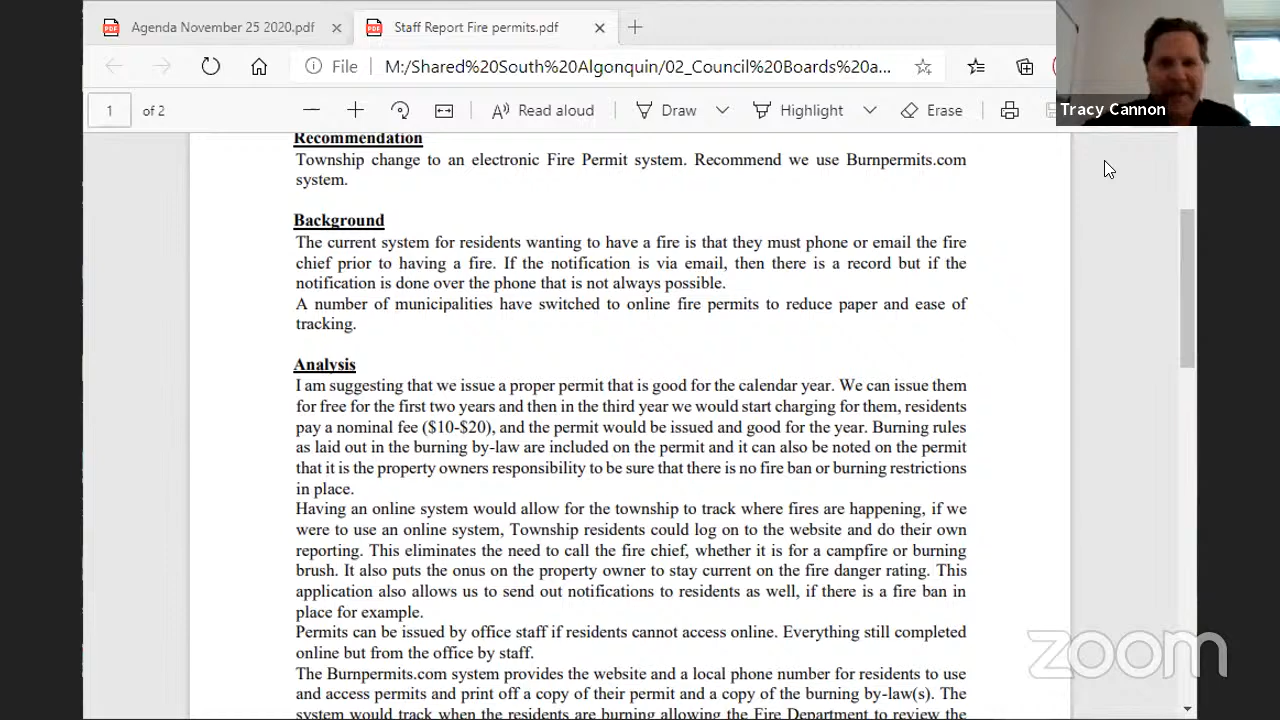 Agenda November 25 2020.pdf
Staff Report Fire permits.pdf
File
M:/Shared%20South%20Algonquin/02_Council%20Boards%20a...
1 of 2
Read aloud
Draw
Highlight
Erase
Tracy Cannon
Recommendation
Township change to an electronic Fire Permit system. Recommend we use Burnpermits.com
system.
Background
The current system for residents wanting to have a fire is that they must phone or email the fire
chief prior to having a fire. If the notification is via email, then there is a record but if the
notification is done over the phone that is not always possible.
A number of municipalities have switched to online fire permits to reduce paper and ease of
tracking.
Analysis
I am suggesting that we issue a proper permit that is good for the calendar year. We can issue them
for free for the first two years and then in the third year we would start charging for them, residents
pay a nominal fee ($10-$20), and the permit would be issued and good for the year. Burning rules
as laid out in the burning by-law are included on the permit and it can also be noted on the permit
that it is the property owners responsibility to be sure that there is no fire ban or burning restrictions
in place.
Having an online system would allow for the township to track where fires are happening, if we
were to use an online system, Township residents could log on to the website and do their own
reporting. This eliminates the need to call the fire chief, whether it is for a campfire or burning
brush. It also puts the onus on the property owner to stay current on the fire danger rating. This
application also allows us to send out notifications to residents as well, if there is a fire ban in
place for example.
Permits can be issued by office staff if residents cannot access online. Everything still completed
online but from the office by staff.
The Burnpermits.com system provides the website and a local phone number for residents to use
and access permits and print off a copy of their permit and a copy of the burning by-law(s). The
system would track when the residents are burning allowing the Fire Department to review the
zoom